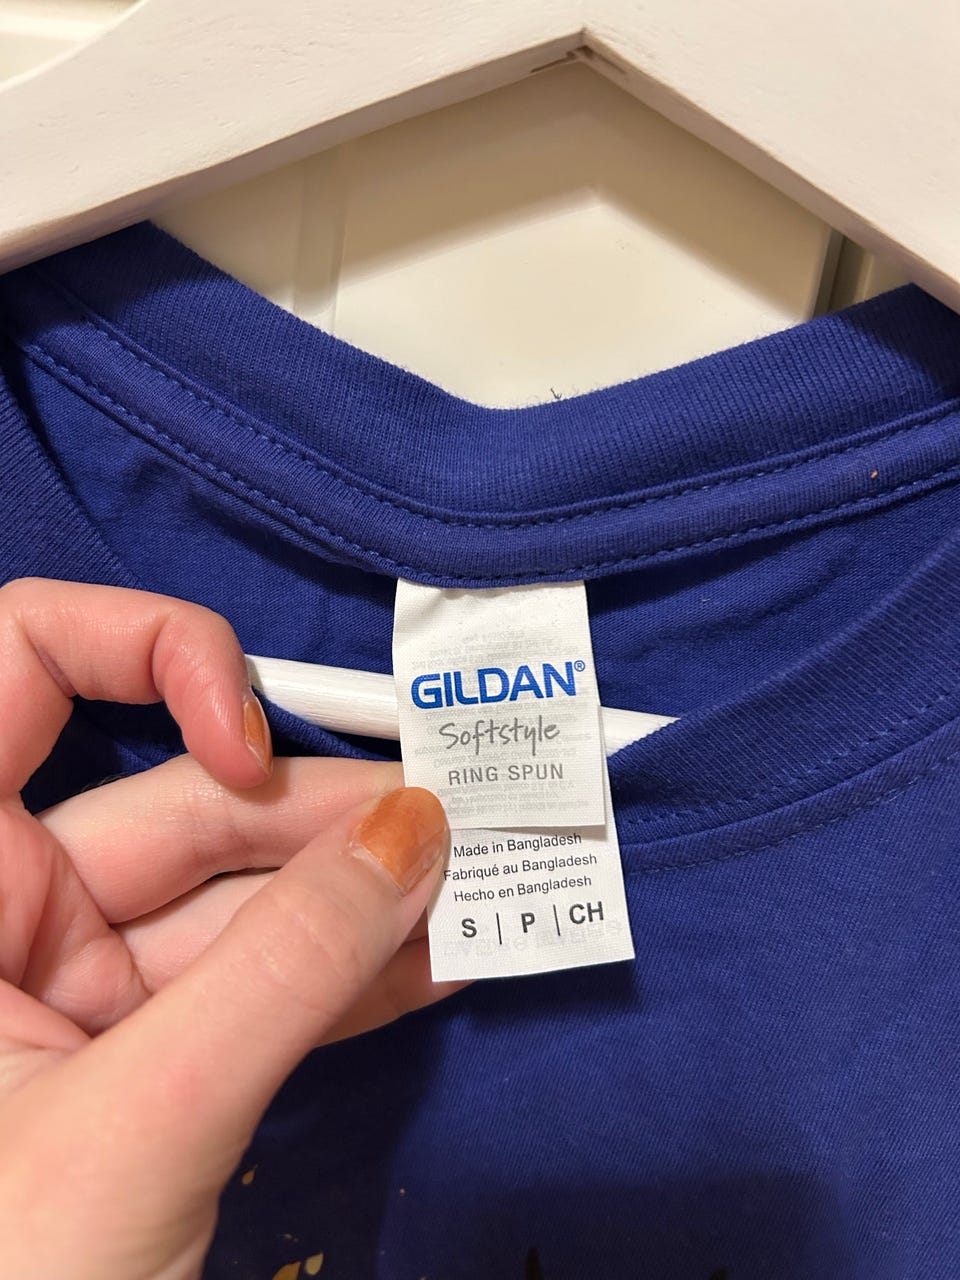 GILDAN®
Softstyle
RING SPUN
Made in Bangladesh
Fabriqué au Bangladesh
Hecho en Bangladesh
S | P | CH